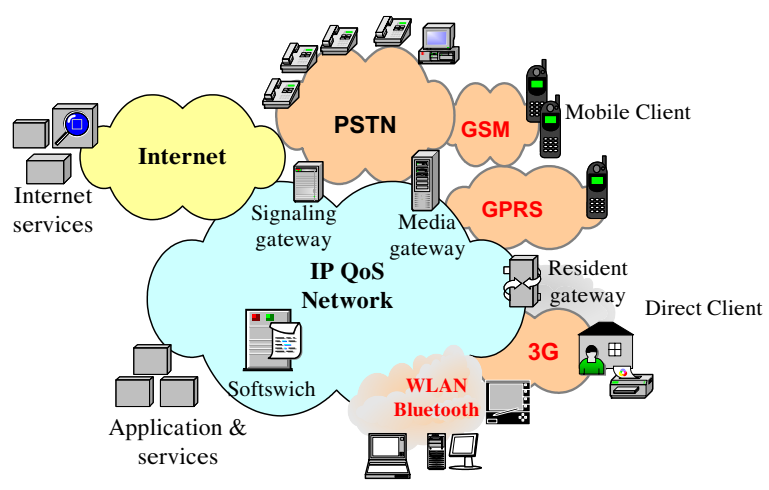 PSTN
GSM
Mobile Client
Internet
Internet
services
GPRS
Signaling
gateway
Media
gateway
IP QoS
Network
Resident
gateway
Direct Client
3G
Softswich
WLAN
Bluetooth
Application &
services